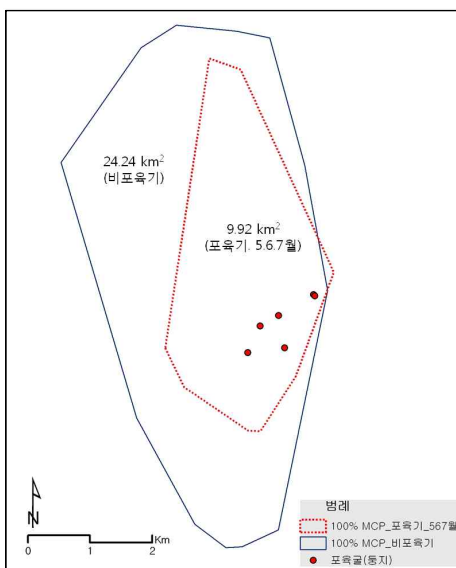 24.24 km²
(비포육기)
9.92 km²
(포육기. 5.6.7월)
N
Km
0 1 2
범례
100% MCP_포육기_567월
100% MCP_비포육기
포육굴(둥지)